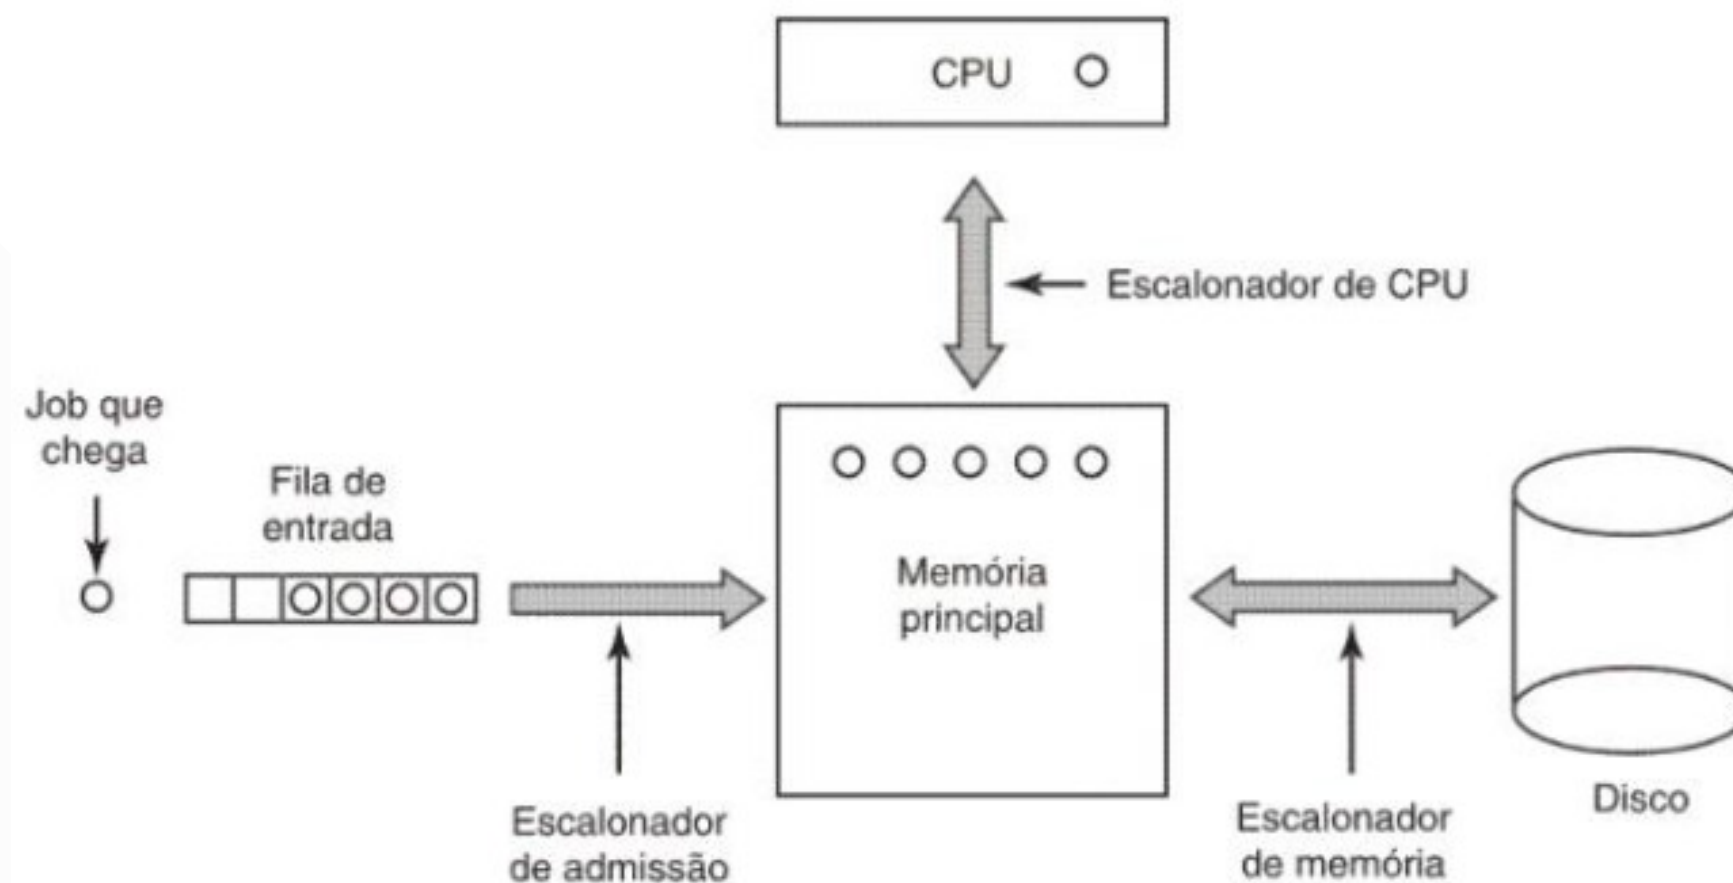 CPU
Escalonador de CPU
Job que
chega
Fila de
entrada
Memória
principal
Escalonador
de admissão
Escalonador
de memória
Disco